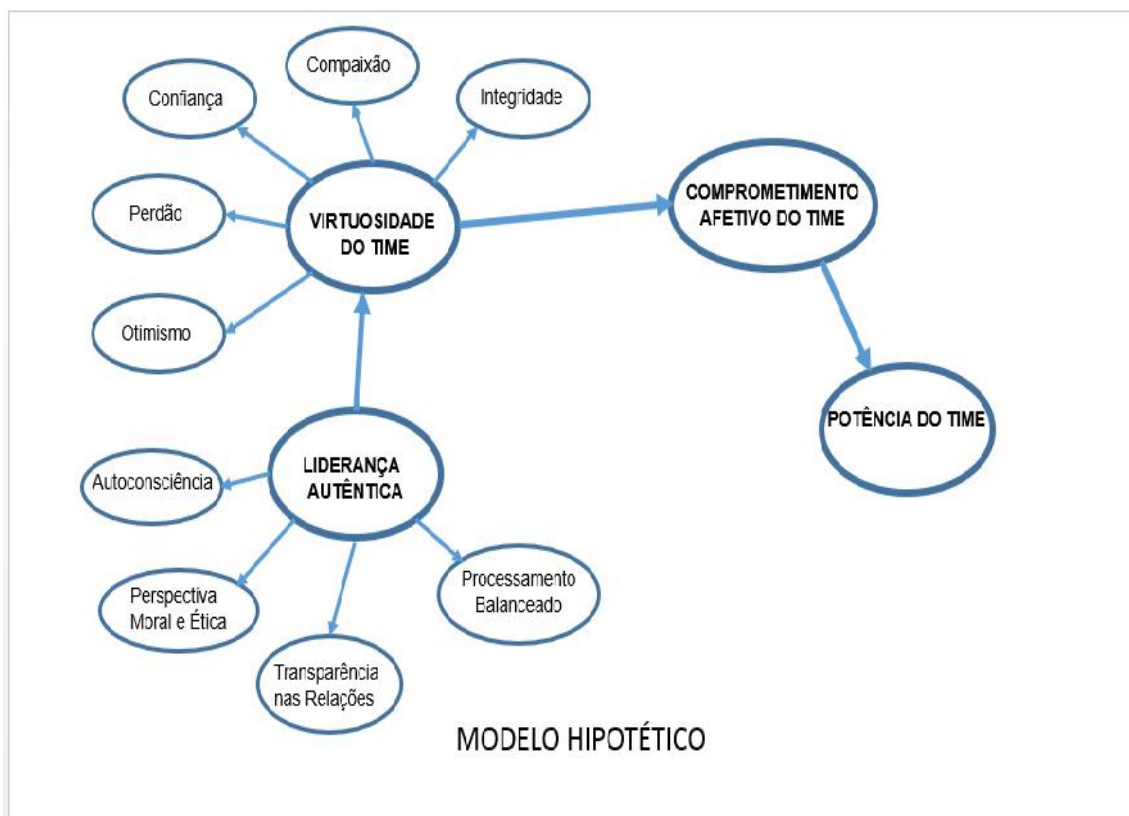 Compaixão
Confiança
Integridade
Perdão
VIRTUOSIDADE
DO TIME
COMPROMETIMENTO
AFETIVO DO TIME
Otimismo
POTÊNCIA DO TIME
LIDERANÇA
AUTÊNTICA
Autoconsciência
Processamento
Ealanceado
Perspectiva
Moral e Ética
Transparência
nas Relações
MODELO HIPOTÉTICO